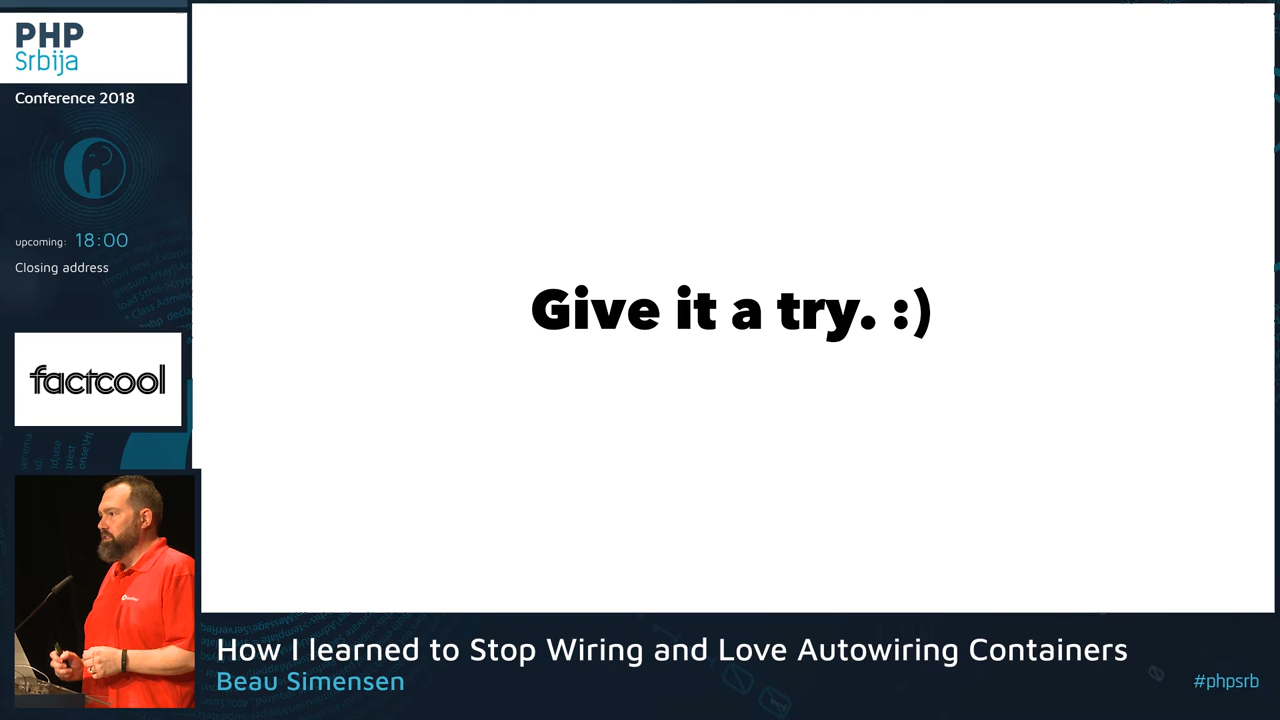 PHP
Srbija
Conference 2018
upcoming: 18:00
Closing address
factcool
Give it a try. :)
How I learned to Stop Wiring and Love Autowiring Containers
Beau Simensen
#phpsrb